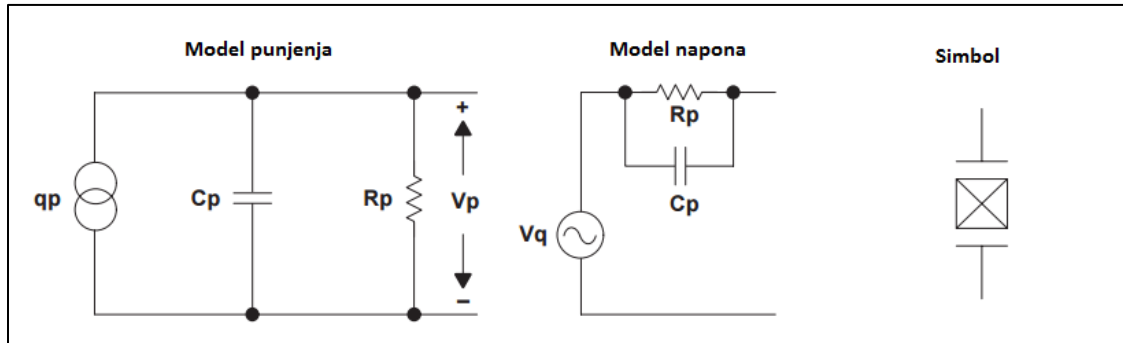 Model punjenja
Model napona
Simbol
qp
Cp
Rp
+
Vp
−
Rp
Cp
Vq